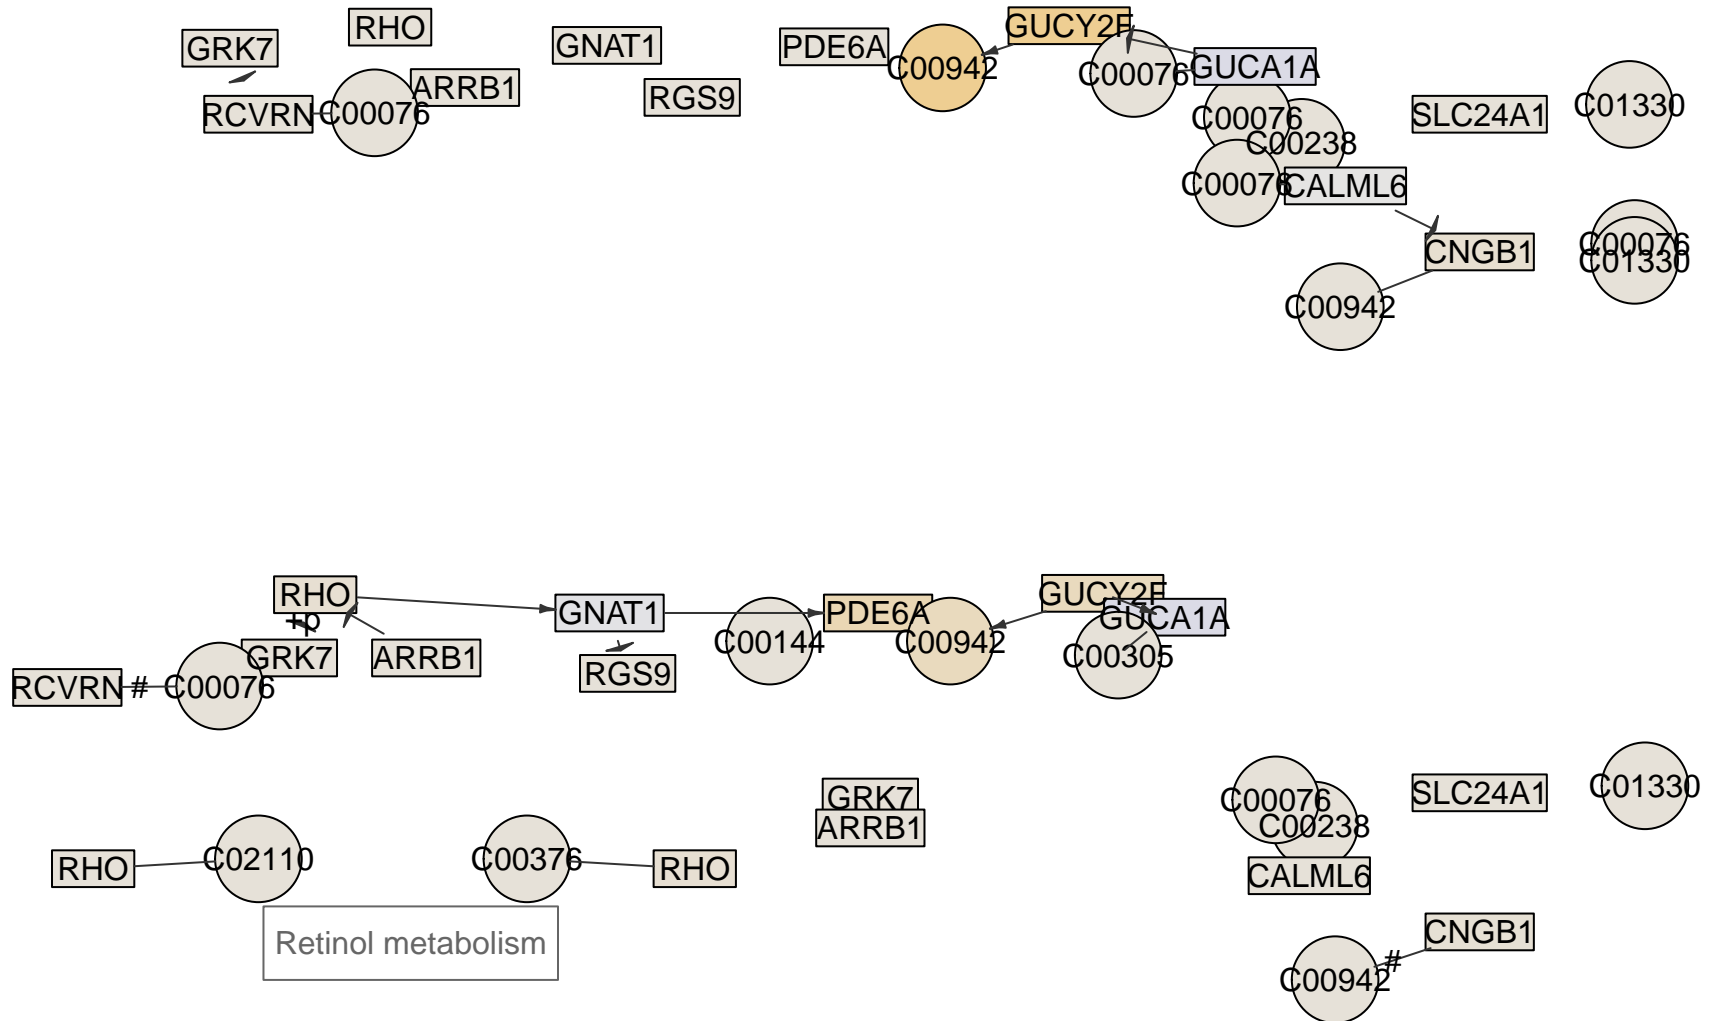 RHO
GRK7
GNAT1
PDE6A
C00942
GUCY2F
C00076
GUCA1A
ARRB1
RGS9
RCVRN
C00076
C00076
C00238
SLC24A1
C01330
C00076
CALML6
CNGB1
C00076
C01330
C00942
RHO
+p
GNAT1
PDE6A
GUCY2F
GUCA1A
GRK7
ARRB1
RGS9
C00144
C00942
C00305
RCVRN
#
C00076
GRK7
ARRB1
C00076
C00238
SLC24A1
C01330
RHO
C02110
C00376
RHO
CALML6
Retinol metabolism
CNGB1
#
C00942